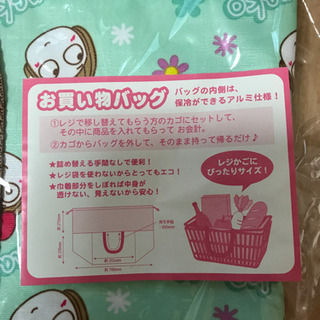 お買い物バッグ
バッグの内側は、
保冷ができるアルミ仕様！
①レジで移し替えてもらう方のカゴにセットして、
その中に商品を入れてもらって お会計。
②カゴからバッグを外して、そのまま持って帰るだけ♪
★詰め替える手間なしで便利！
★レジ袋を使わないからとってもエコ！
★巾着部分をしぼれば中身が
透けない、見えないから安心！
レジかごに
ぴったりサイズ！